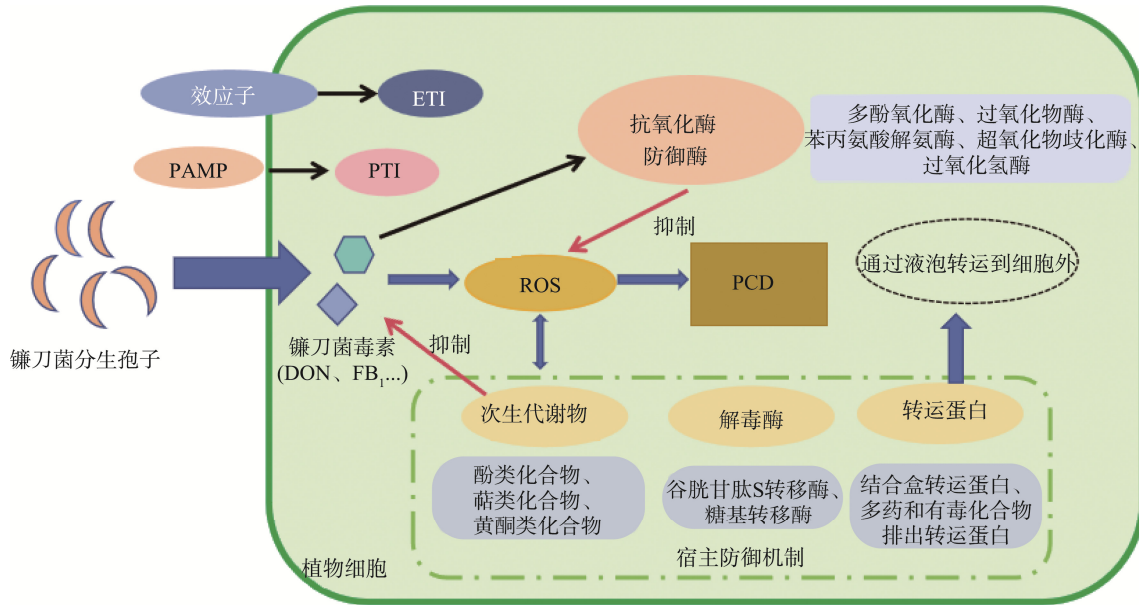 效应子
ETI
PAMP
PTI
抗氧化酶
防御酶
多酚氧化酶、过氧化物酶、
苯丙氨酸解氨酶、超氧化物歧化酶、
过氧化氢酶
抑制
通过液泡转运到细胞外
ROS
PCD
镰刀菌分生孢子
镰刀菌毒素
(DON、FB₁...)
抑制
次生代谢物
解毒酶
转运蛋白
酚类化合物、
萜类化合物、
黄酮类化合物
谷胱甘肽S转移酶、
糖基转移酶
结合盒转运蛋白、
多药和有毒化合物
排出转运蛋白
宿主防御机制
植物细胞